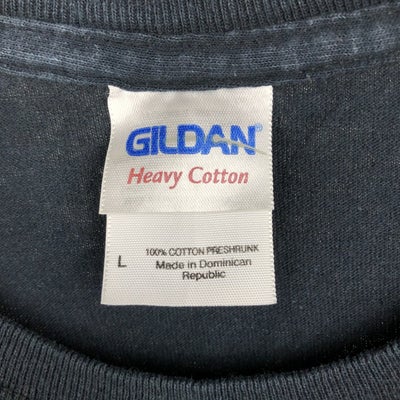 GILDAN®
Heavy Cotton
100% COTTON PRESHRUNK
L Made in Dominican
Republic